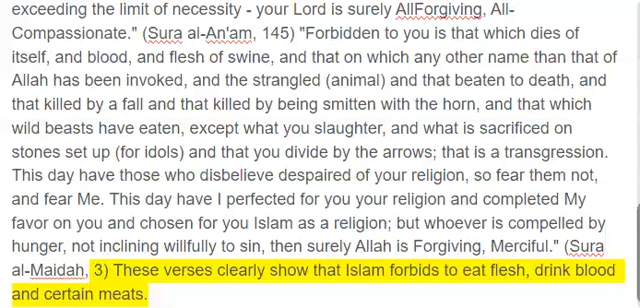 exceeding the limit of necessity - your Lord is surely AllForgiving, All-
Compassionate." (Sura al-An'am, 145) "Forbidden to you is that which dies of
itself, and blood, and flesh of swine, and that on which any other name than that of
Allah has been invoked, and the strangled (animal) and that beaten to death, and
that killed by a fall and that killed by being smitten with the horn, and that which
wild beasts have eaten, except what you slaughter, and what is sacrificed on
stones set up (for idols) and that you divide by the arrows; that is a transgression.
This day have those who disbelieve despaired of your religion, so fear them not,
and fear Me. This day have I perfected for you your religion and completed My
favor on you and chosen for you Islam as a religion; but whoever is compelled by
hunger, not inclining willfully to sin, then surely Allah is Forgiving, Merciful." (Sura
al-Maidah, 3) These verses clearly show that Islam forbids to eat flesh, drink blood
and certain meats.